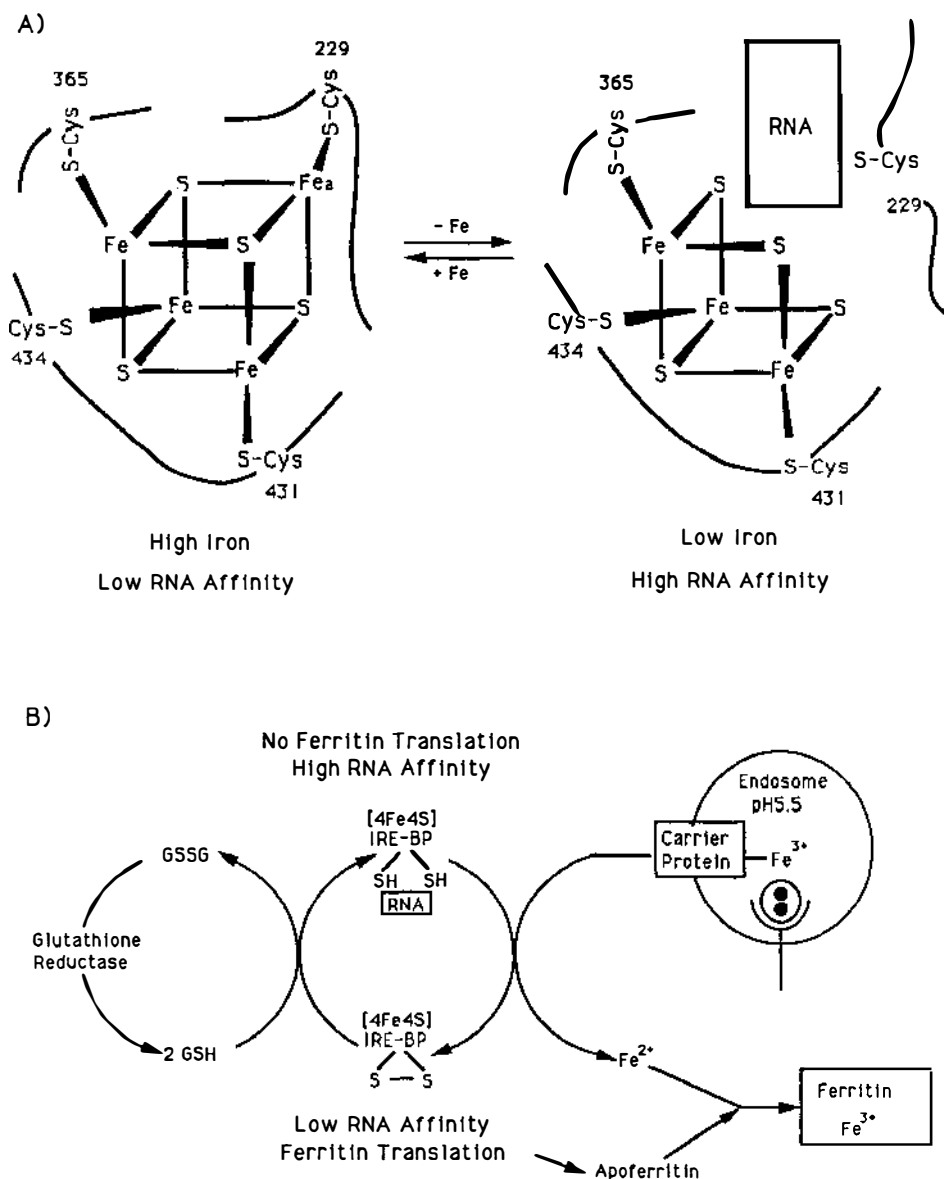 A)
365
S-Cys
229
S-Cys
S
Fea
Fe
S
Fe
S
Cys-S
434
S
Fe
S-Cys
431
High Iron
Low RNA Affinity
- Fe
+ Fe
365
S-Cys
RNA
S-Cys
229
S
Fe
S
Fe
S
Cys-S
434
S
Fe
S-Cys
431
Low Iron
High RNA Affinity
B)
No Ferritin Translation
High RNA Affinity
[4Fe4S]
IRE-BP
SH SH
RNA
GSSG
Glutathione
Reductase
2 GSH
[4Fe4S]
IRE-BP
S - S
Low RNA Affinity
Ferritin Translation
Endosome
pH5.5
Carrier
Protein
Fe3+
Fe2+
Apoferritin
Ferritin
Fe3+